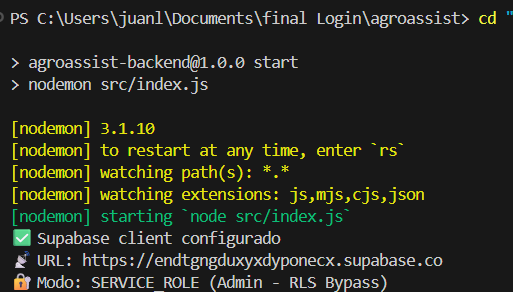 PS C:\Users\juanl\Documents\final Login\agroassist> cd "
> agroassist-backend@1.0.0 start
> nodemon src/index.js
[nodemon] 3.1.10
[nodemon] to restart at any time, enter `rs`
[nodemon] watching path(s): *.*
[nodemon] watching extensions: js,mjs,cjs,json
[nodemon] starting `node src/index.js`
✅ Supabase client configurado
📡 URL: https://endtgngduxyxdyponecx.supabase.co
🔐 Modo: SERVICE_ROLE (Admin - RLS Bypass)